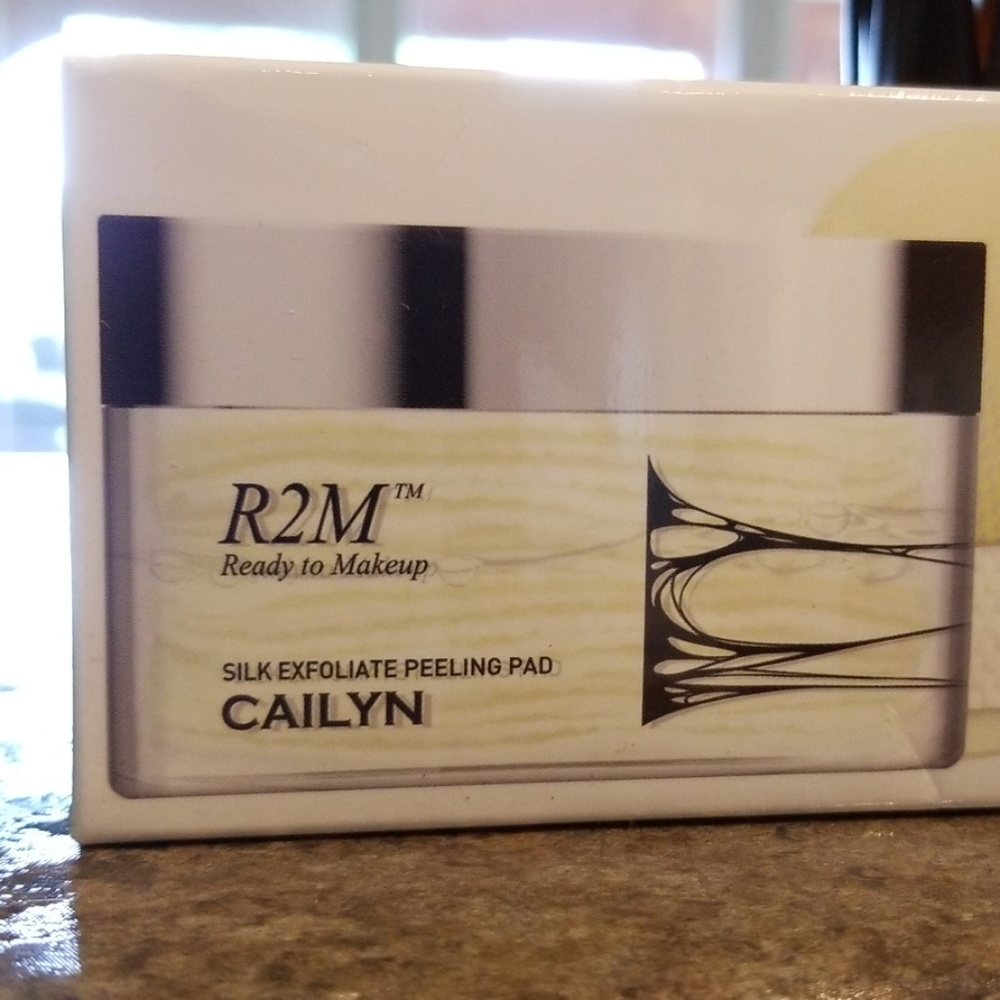 R2M™
Ready to Makeup
SILK EXFOLIATE PEELING PAD
CAILYN